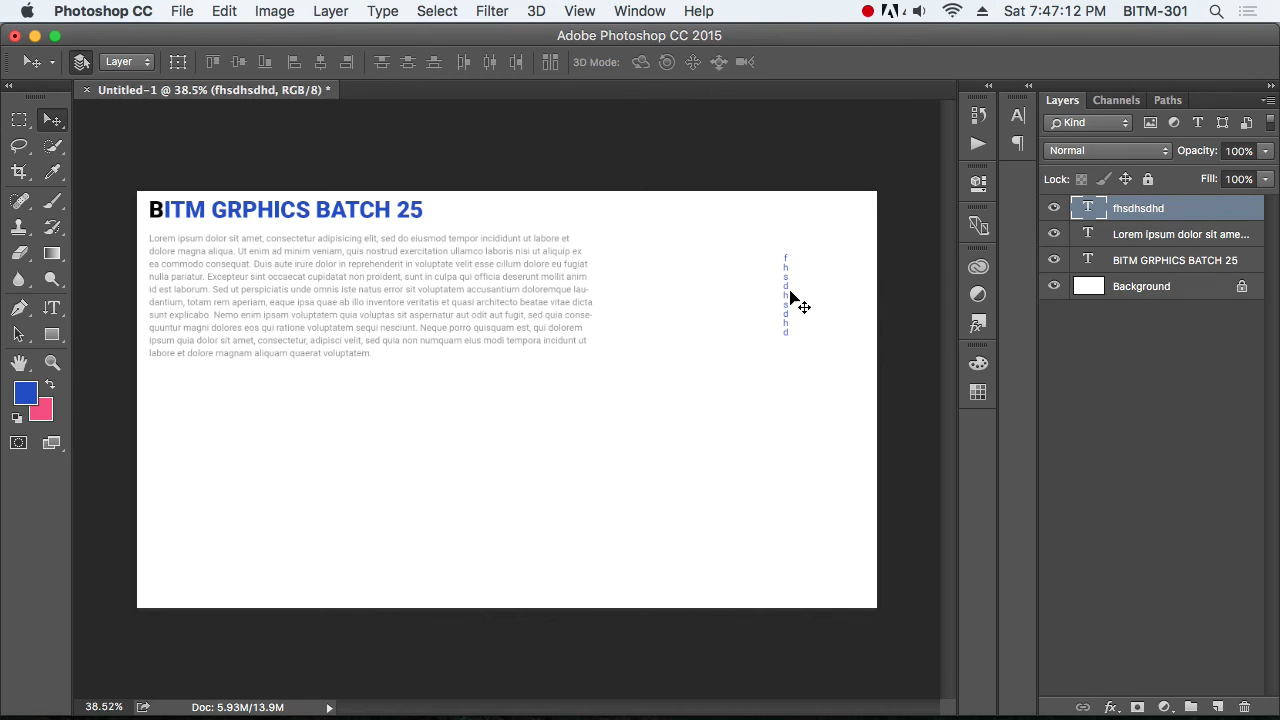 Photoshop CC File Edit Image Layer Type Select Filter 3D View Window Help Sat 7:47:12 PM BITM-301
Adobe Photoshop CC 2015
Layer 3D Mode:
× Untitled-1 @ 38.5% (fhsdhsdhd, RGB/8) *
Layers Channels Paths
Kind
Normal Opacity: 100%
Lock: Fill: 100%
T fhsdhsdhd
T Lorem ipsum dolor sit ame...
T BITM GRPHICS BATCH 25
Background
BITM GRPHICS BATCH 25
Lorem ipsum dolor sit amet, consectetur adipisicing elit, sed do eiusmod tempor incididunt ut labore et
dolore magna aliqua. Ut enim ad minim veniam, quis nostrud exercitation ullamco laboris nisi ut aliquip ex
ea commodo consequat. Duis aute irure dolor in reprehenderit in voluptate velit esse cillum dolore eu fugiat
nulla pariatur. Excepteur sint occaecat cupidatat non proident, sunt in culpa qui officia deserunt mollit anim
id est laborum. Sed ut perspiciatis unde omnis iste natus error sit voluptatem accusantium doloremque lau-
dantium, totam rem aperiam, eaque ipsa quae ab illo inventore veritatis et quasi architecto beatae vitae dicta
sunt explicabo. Nemo enim ipsam voluptatem quia voluptas sit aspernatur aut odit aut fugit, sed quia conse-
quuntur magni dolores eos qui ratione voluptatem sequi nesciunt. Neque porro quisquam est, qui dolorem
ipsum quia dolor sit amet, consectetur, adipisci velit, sed quia non numquam eius modi tempora incidunt ut
labore et dolore magnam aliquam quaerat voluptatem.
fhsdhsdhd
38.52% Doc: 5.93M/13.9M